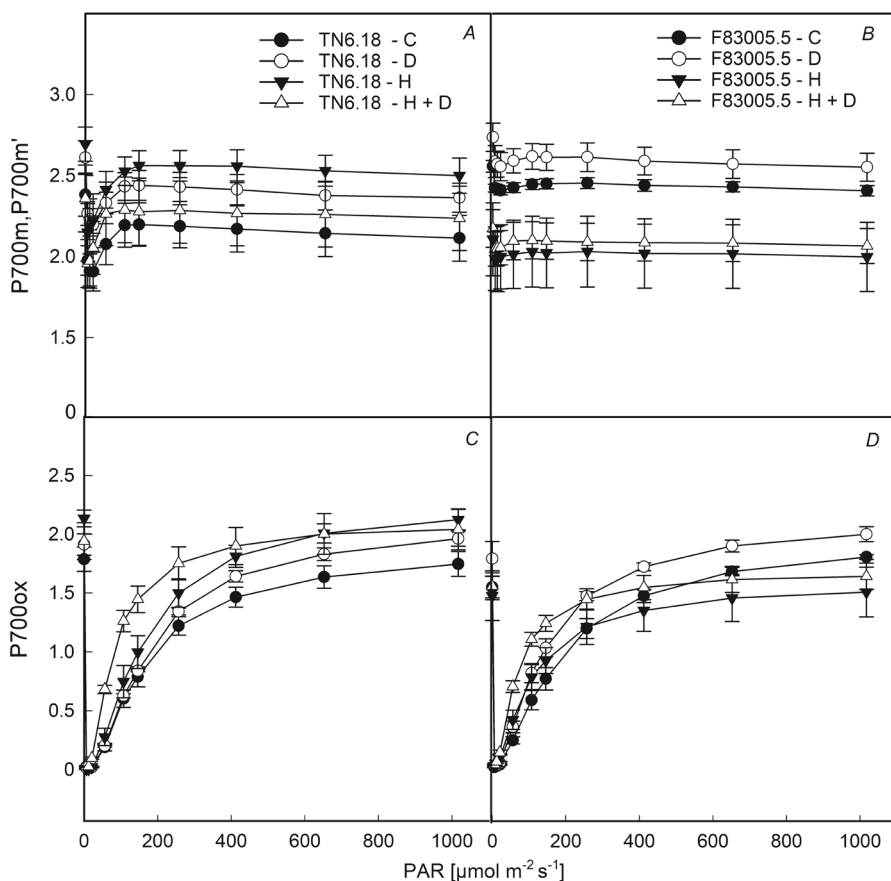 A
TN6.18 - C
TN6.18 - D
TN6.18 - H
TN6.18 - H + D
B
F83005.5 - C
F83005.5 - D
F83005.5 - H
F83005.5 - H + D
P700m, P700m'
3.0
2.5
2.0
1.5
0
C
D
P700ox
2.5
2.0
1.5
1.0
0.5
0
0 200 400 600 800 1000 0 200 400 600 800 1000
PAR [µmol m⁻² s⁻¹]